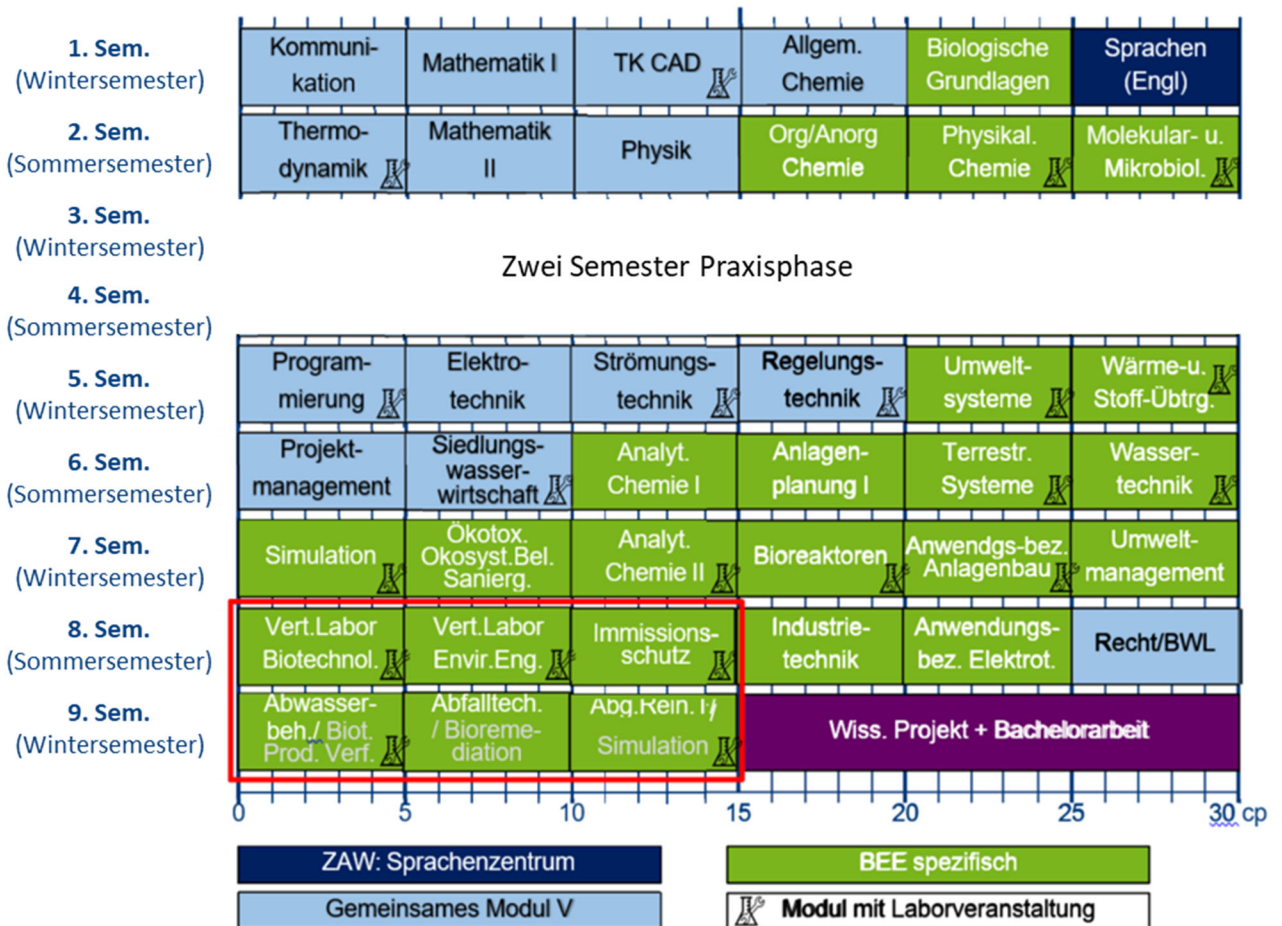 1. Sem.
(Wintersemester)
Kommuni-
kation
Mathematik I
TK CAD
Allgem.
Chemie
Biologische
Grundlagen
Sprachen
(Engl)
2. Sem.
(Sommersemester)
Thermo-
dynamik
Mathematik
II
Physik
Org/Anorg
Chemie
Physikal.
Chemie
Molekular- u.
Mikrobiol.
3. Sem.
(Wintersemester)
Zwei Semester Praxisphase
4. Sem.
(Sommersemester)
5. Sem.
(Wintersemester)
Program-
mierung
Elektro-
technik
Strömungs-
technik
Regelungs-
technik
Umwelt-
systeme
Wärme-u.
Stoff-Übtrg.
6. Sem.
(Sommersemester)
Projekt-
management
Siedlungs-
wasser-
wirtschaft
Analyt.
Chemie I
Anlagen-
planung I
Terrestr.
Systeme
Wasser-
technik
7. Sem.
(Wintersemester)
Simulation
Ökotox.
Okosyst.Bel.
Sanierg.
Analyt.
Chemie II
Bioreaktoren
Anwendgs-bez.
Anlagenbau
Umwelt-
management
8. Sem.
(Sommersemester)
Vert.Labor
Biotechnol.
Vert.Labor
Envir.Eng.
Immissions-
schutz
Industrie-
technik
Anwendungs-
bez. Elektrot.
Recht/BWL
9. Sem.
(Wintersemester)
Abwasser-
beh./ Biot.
Prod. Verf.
Abfalltech.
/ Bioreme-
diation
Abg.Rein. I /
Simulation
Wiss. Projekt + Bachelorarbeit
0 5 10 15 20 25 30 cp
ZAW: Sprachenzentrum
BEE spezifisch
Gemeinsames Modul V
Modul mit Laborveranstaltung